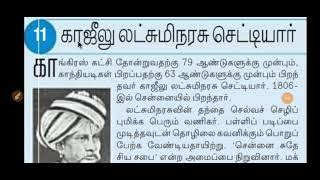 11 காஜீலு லட்சுமிநரசு செட்டியார்
காங்கிரஸ் கட்சி தோன்றுவதற்கு 79 ஆண்டுகளுக்கு முன்பும்,
காந்தியடிகள் பிறப்பதற்கு 63 ஆண்டுகளுக்கு முன்பும் பிறந்
தவர் காஜீலு லட்சுமிநரசு செட்டியார். 1806-
இல் சென்னையில் பிறந்தார்.
லட்சுமிநரசுவின் தந்தை செல்வச் செழிப்
புமிக்க பெரும் வணிகர். பள்ளிப் படிப்பை
முடித்தவுடன் தொழிலை கவனிக்கும் பொறுப்
பேற்க வேண்டியதாயிற்று. 'சென்னை சுதே
சிய சபை' என்ற அமைப்பை நிறுவினார். மக்